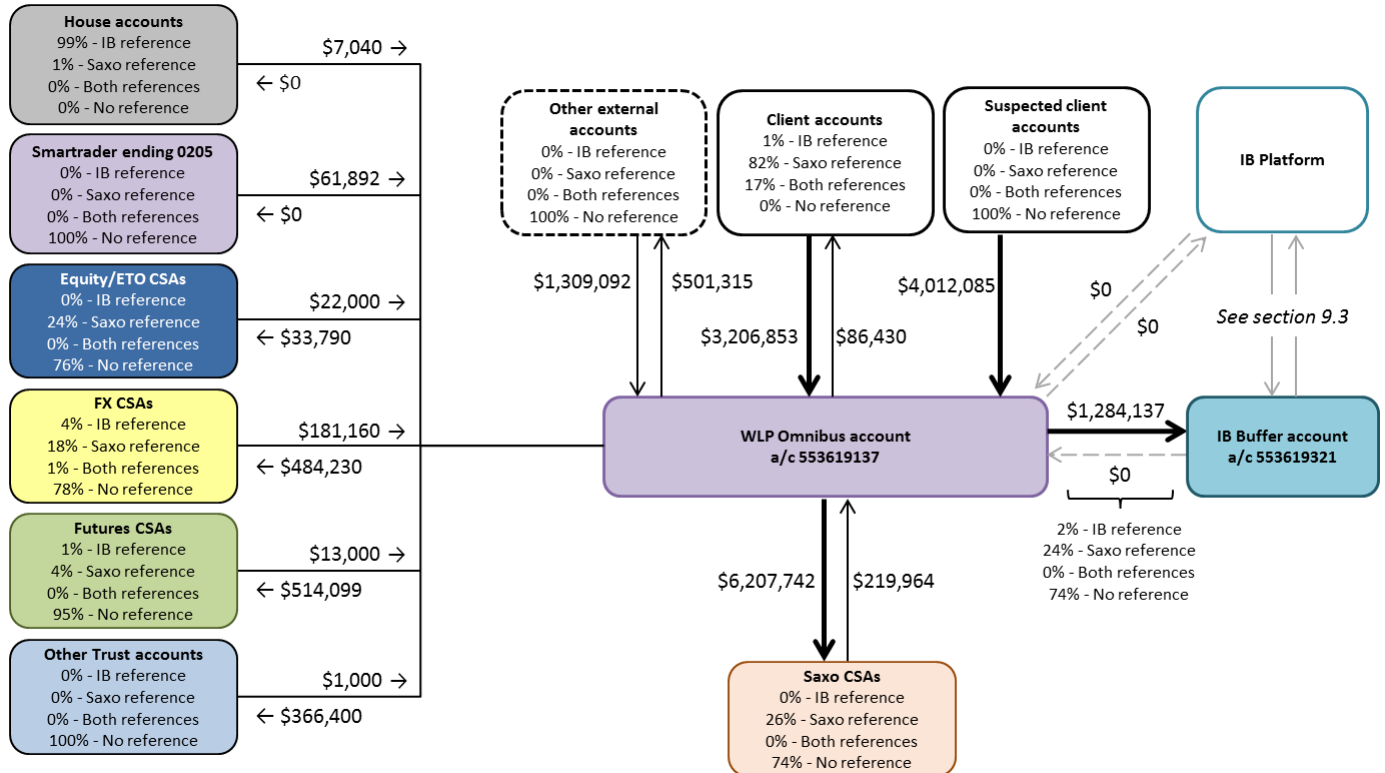 House accounts
99% - IB reference
1% - Saxo reference
0% - Both references
0% - No reference
$7,040 →
← $0
Smartrader ending 0205
0% - IB reference
0% - Saxo reference
0% - Both references
100% - No reference
$61,892 →
← $0
Equity/ETO CSAs
0% - IB reference
24% - Saxo reference
0% - Both references
76% - No reference
$22,000 →
← $33,790
FX CSAs
4% - IB reference
18% - Saxo reference
1% - Both references
78% - No reference
$181,160 →
← $484,230
Futures CSAs
1% - IB reference
4% - Saxo reference
0% - Both references
95% - No reference
$13,000 →
← $514,099
Other Trust accounts
0% - IB reference
0% - Saxo reference
0% - Both references
100% - No reference
$1,000 →
← $366,400
Other external
accounts
0% - IB reference
0% - Saxo reference
0% - Both references
100% - No reference
$1,309,092
$501,315
Client accounts
1% - IB reference
82% - Saxo reference
17% - Both references
0% - No reference
$3,206,853
$86,430
Suspected client
accounts
0% - IB reference
0% - Saxo reference
0% - Both references
100% - No reference
$4,012,085
IB Platform
$0
$0
See section 9.3
WLP Omnibus account
a/c 553619137
$1,284,137
$0
IB Buffer account
a/c 553619321
2% - IB reference
24% - Saxo reference
0% - Both references
74% - No reference
$6,207,742
$219,964
Saxo CSAs
0% - IB reference
26% - Saxo reference
0% - Both references
74% - No reference